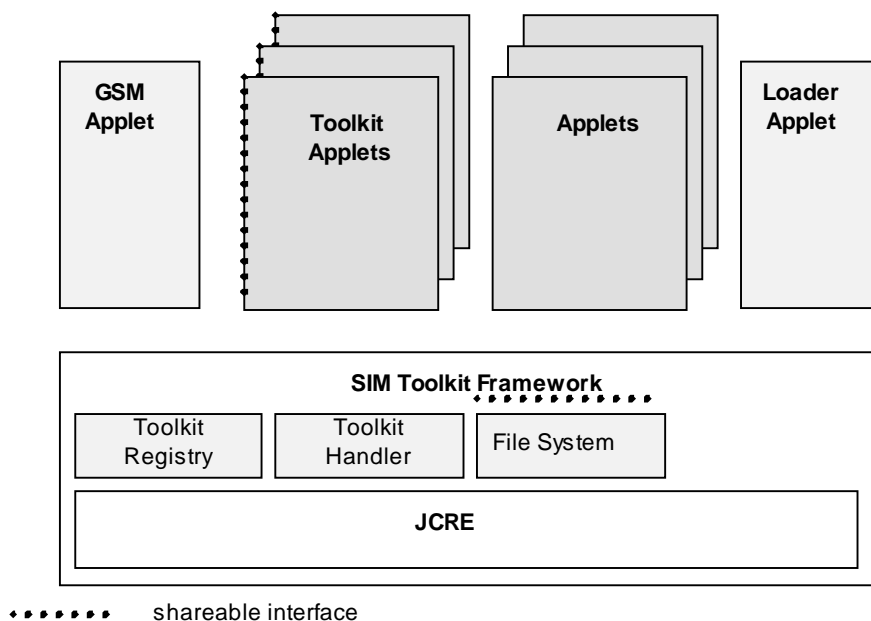 GSM
Applet
Toolkit
Applets
Applets
Loader
Applet
SIM Toolkit Framework
Toolkit
Registry
Toolkit
Handler
File System
JCRE
shareable interface